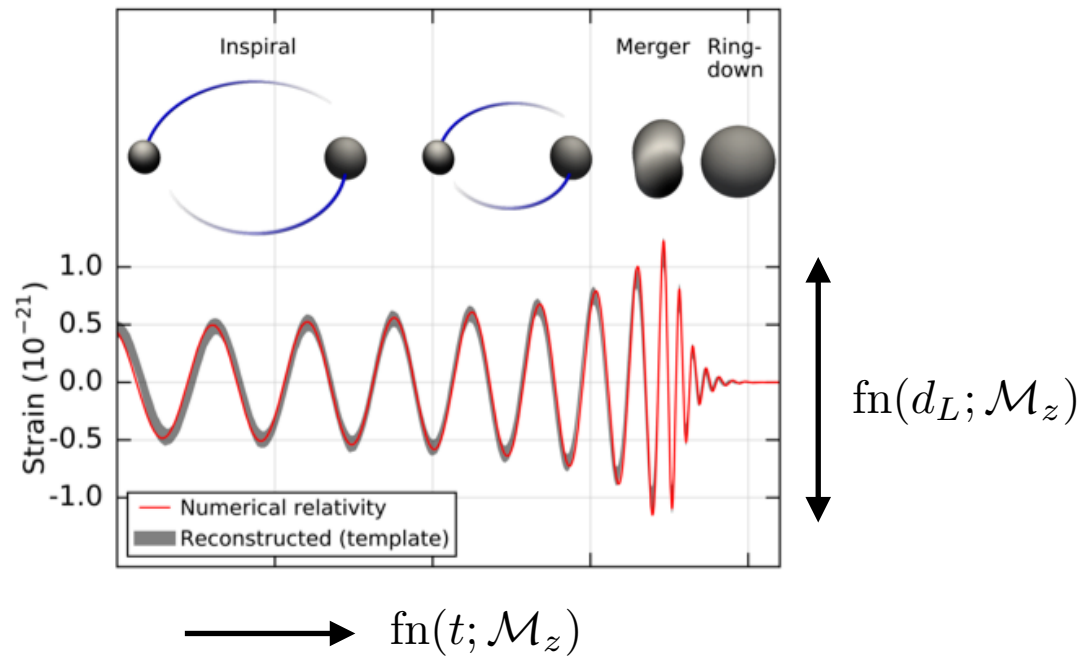 Inspiral
Merger
Ring-
down
Strain (10⁻²¹)
1.0
0.5
0.0
-0.5
-1.0
Numerical relativity
Reconstructed (template)
fn(d_L; ℳ_z)
fn(t; ℳ_z)